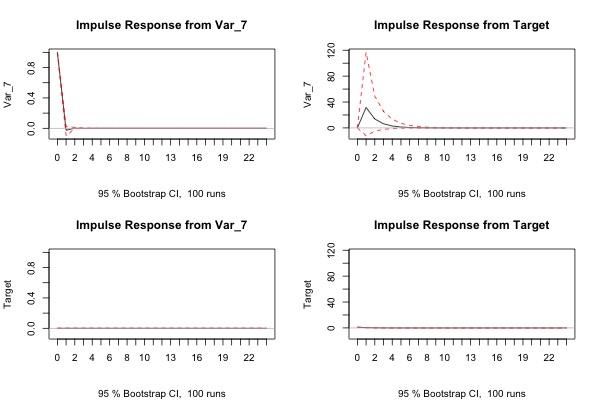 Impulse Response from Var_7
Var_7
0.0 0.4 0.8
0 2 4 6 8 10 13 16 19 22
95 % Bootstrap CI, 100 runs
Impulse Response from Target
Var_7
0 40 80 120
0 2 4 6 8 10 13 16 19 22
95 % Bootstrap CI, 100 runs
Impulse Response from Var_7
Target
0.0 0.4 0.8
0 2 4 6 8 10 13 16 19 22
95 % Bootstrap CI, 100 runs
Impulse Response from Target
Target
0 40 80 120
0 2 4 6 8 10 13 16 19 22
95 % Bootstrap CI, 100 runs